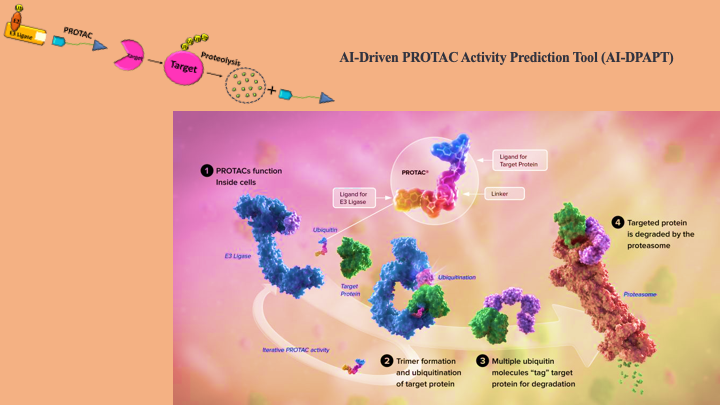 Ub
E2
E3 Ligase
PROTAC
Target
Target
Proteolysis
+
AI-Driven PROTAC Activity Prediction Tool (AI-DPAPT)
1 PROTACs function
Inside cells
PROTAC®
Ligand for
Target Protein
Ligand for
E3 Ligase
Linker
Ubiquitin
E3 Ligase
Target
Protein
Ubiquitination
4 Targeted protein
is degraded by the
proteasome
Proteasome
Iterative PROTAC activity
2 Trimer formation
and ubiquitination
of target protein
3 Multiple ubiquitin
molecules “tag” target
protein for degradation